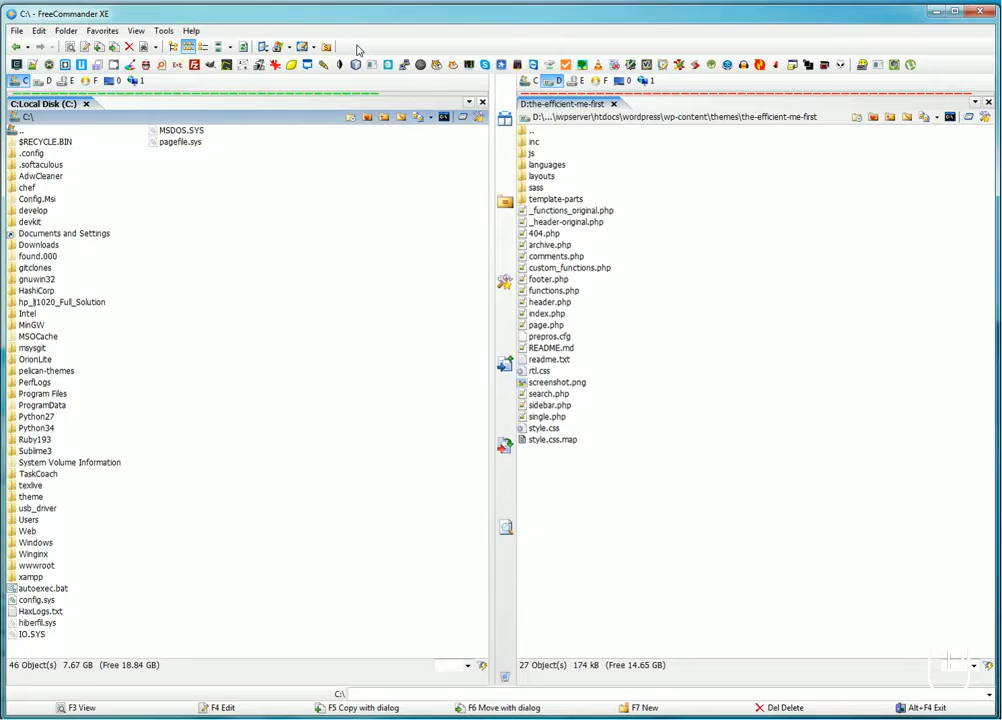 C:\ - FreeCommander XE
File Edit Folder Favorites View Tools Help
C D E F 0 1
C D E F 0 1
C:Local Disk (C:)
D:the-efficient-me-first
C:\
D:\...\wpserver\htdocs\wordpress\wp-content\themes\the-efficient-me-first
..
$RECYCLE.BIN
.config
.softaculous
AdwCleaner
chef
Config.Msi
develop
devkit
Documents and Settings
Downloads
found.000
gitclones
gnuwin32
HashiCorp
hp_lj1020_Full_Solution
Intel
MinGW
MSOCache
msysgit
OrionLite
pelican-themes
PerfLogs
Program Files
ProgramData
Python27
Python34
Ruby193
Sublime3
System Volume Information
TaskCoach
texlive
theme
usb_driver
Users
Web
Windows
Winginx
wwwroot
xampp
autoexec.bat
config.sys
HaxLogs.txt
hiberfil.sys
IO.SYS
MSDOS.SYS
pagefile.sys
..
inc
js
languages
layouts
sass
template-parts
_functions_original.php
_header-original.php
404.php
archive.php
comments.php
custom_functions.php
footer.php
functions.php
header.php
index.php
page.php
prepros.cfg
README.md
readme.txt
rtl.css
screenshot.png
search.php
sidebar.php
single.php
style.css
style.css.map
46 Object(s) 7.67 GB (Free 18.84 GB)
27 Object(s) 174 kB (Free 14.65 GB)
C:\
F3 View F4 Edit F5 Copy with dialog F6 Move with dialog F7 New Del Delete Alt+F4 Exit